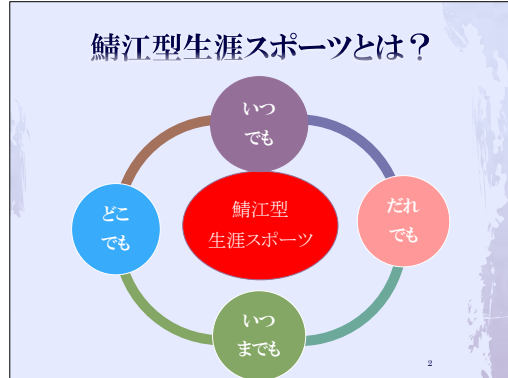 鯖江型生涯スポーツとは？
いつ
でも
どこ
でも
鯖江型
生涯スポーツ
だれ
でも
いつ
までも
2